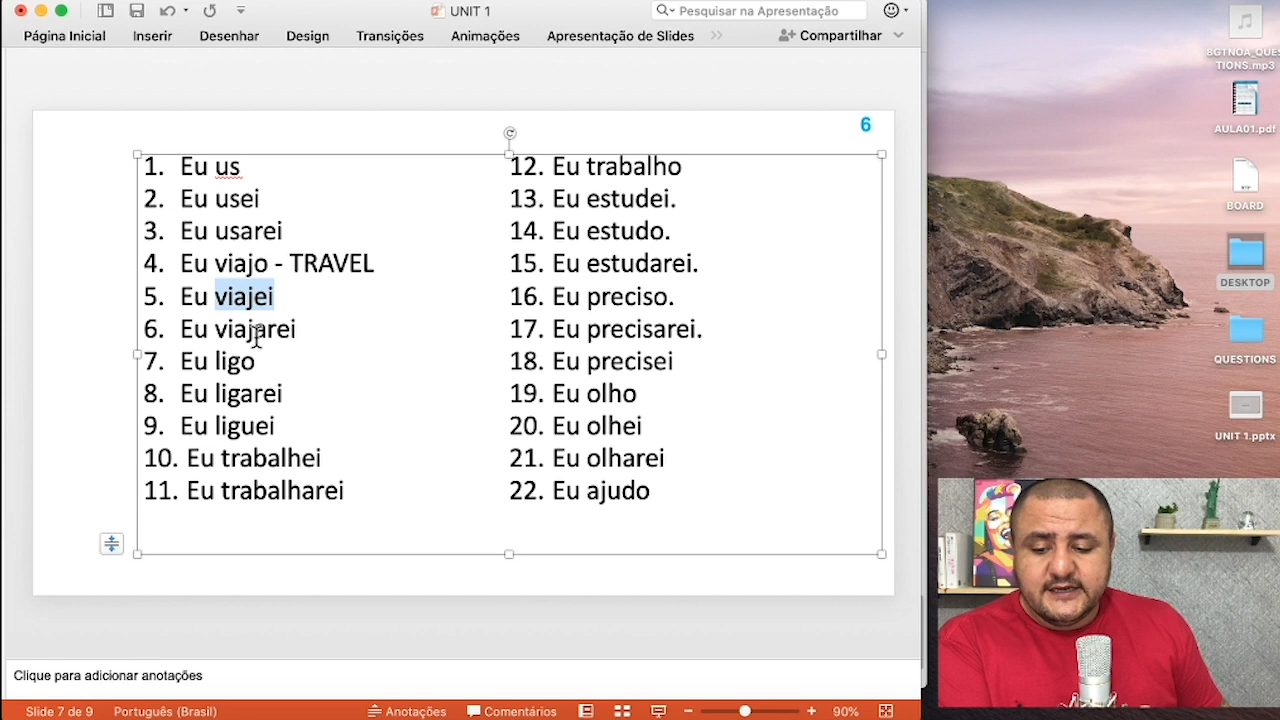 UNIT 1
Pesquisar na Apresentação
Página Inicial
Inserir
Desenhar
Design
Transições
Animações
Apresentação de Slides
Compartilhar
6
1. Eu us
2. Eu usei
3. Eu usarei
4. Eu viajo - TRAVEL
5. Eu viajei
6. Eu viajarei
7. Eu ligo
8. Eu ligarei
9. Eu liguei
10. Eu trabalhei
11. Eu trabalharei
12. Eu trabalho
13. Eu estudei.
14. Eu estudo.
15. Eu estudarei.
16. Eu preciso.
17. Eu precisarei.
18. Eu precisei
19. Eu olho
20. Eu olhei
21. Eu olharei
22. Eu ajudo
Clique para adicionar anotações
Slide 7 de 9
Português (Brasil)
Anotações
Comentários
90%
BGTNOA_QUES
TIONS.mp3
AULA01.pdf
BOARD
DESKTOP
QUESTIONS
UNIT 1.pptx